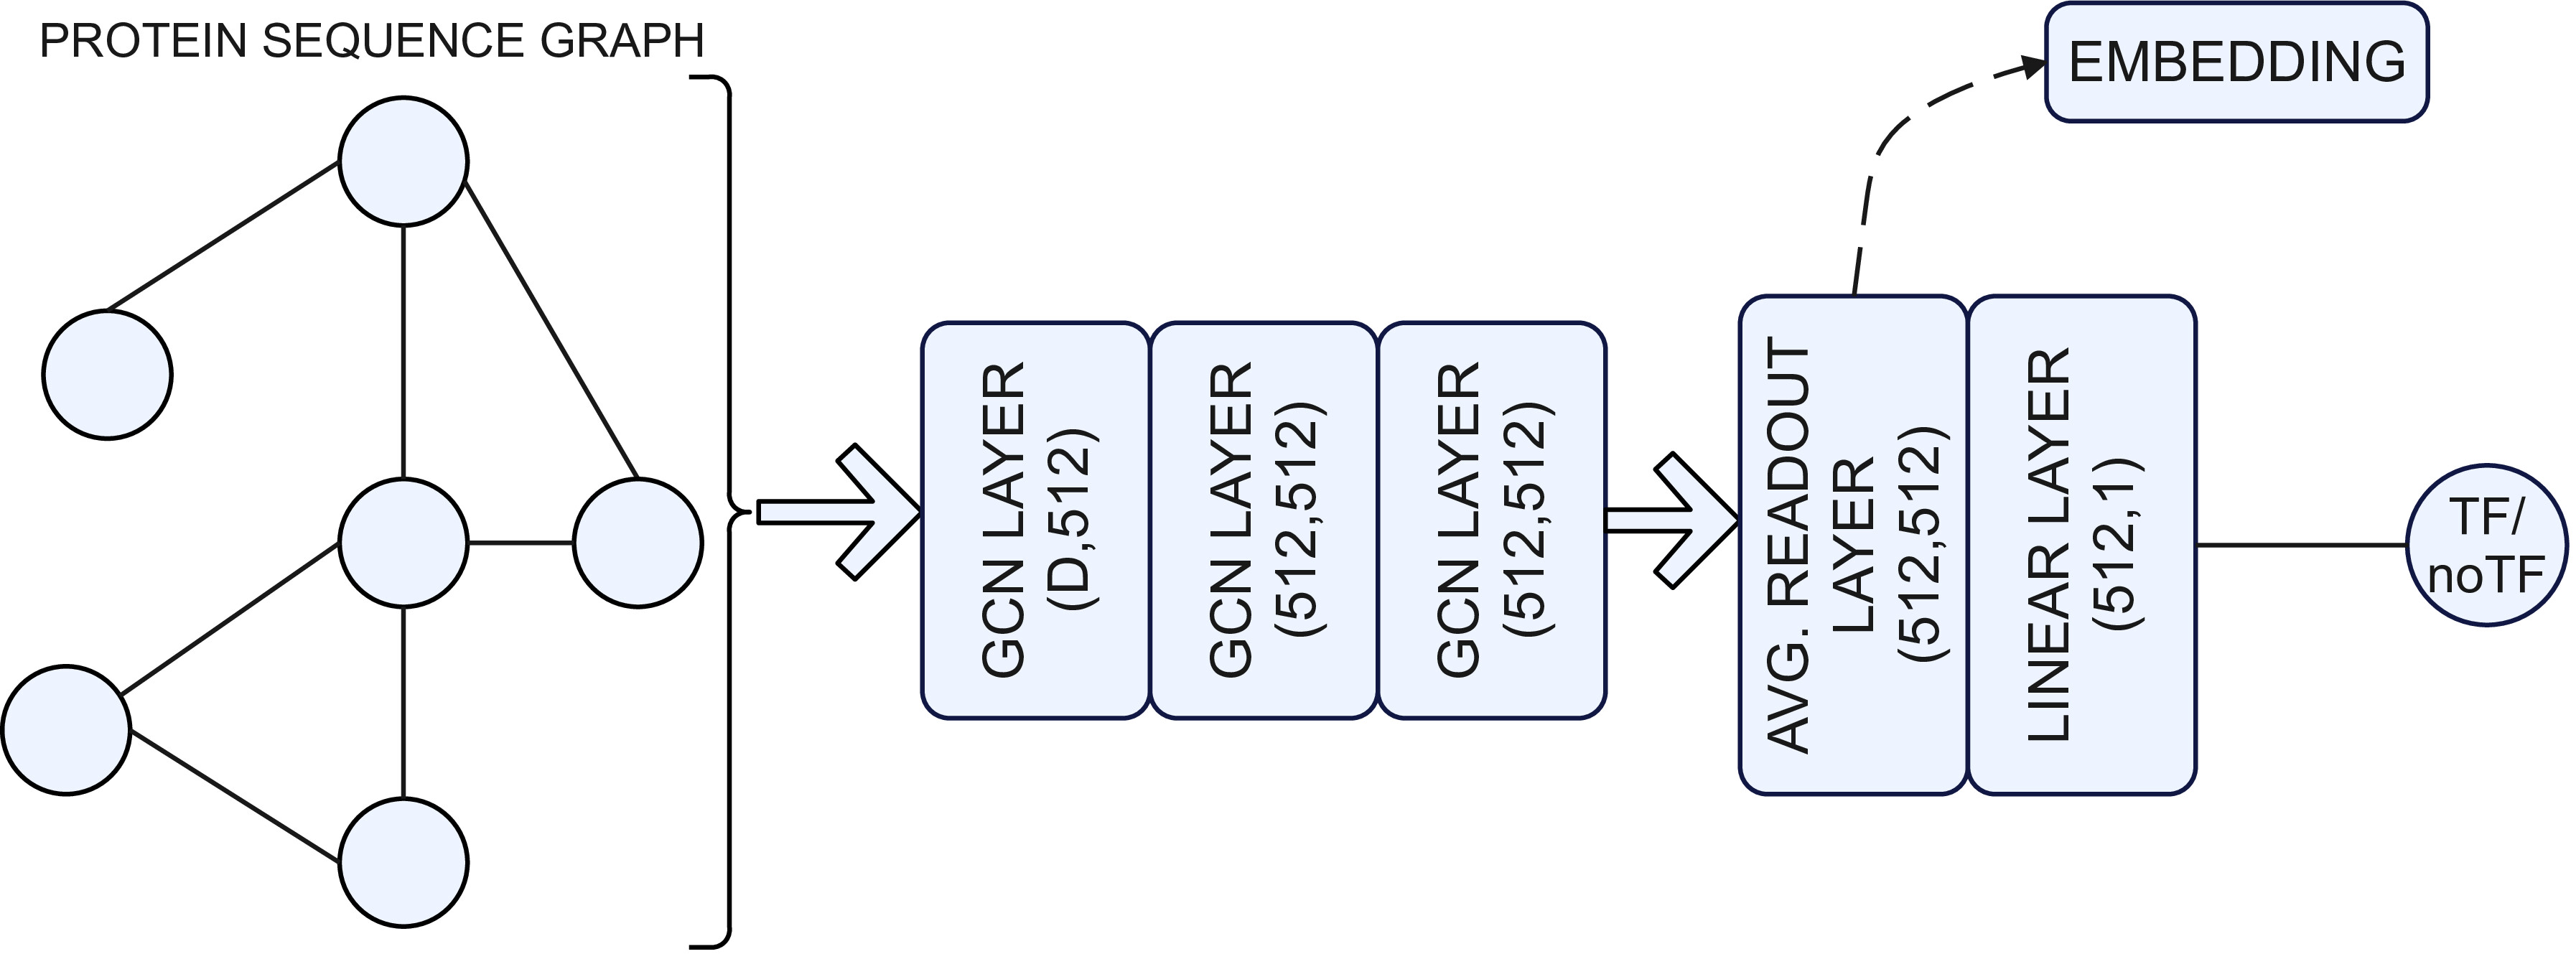 PROTEIN SEQUENCE GRAPH
EMBEDDING
GCN LAYER
(D,512)
GCN LAYER
(512,512)
GCN LAYER
(512,512)
AVG. READOUT
LAYER
(512,512)
LINEAR LAYER
(512,1)
TF/
noTF